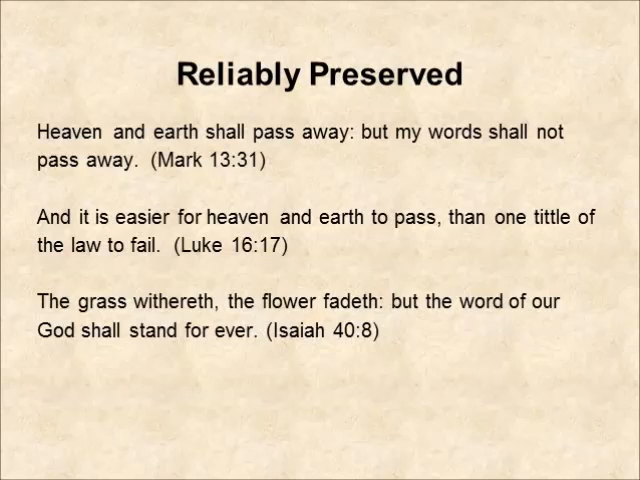 Reliably Preserved
Heaven and earth shall pass away: but my words shall not
pass away. (Mark 13:31)
And it is easier for heaven and earth to pass, than one tittle of
the law to fail. (Luke 16:17)
The grass withereth, the flower fadeth: but the word of our
God shall stand for ever. (Isaiah 40:8)